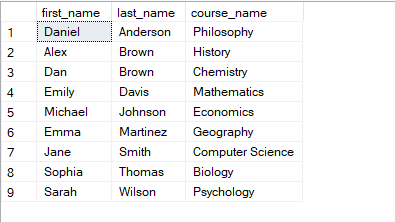 first_name last_name course_name
1 Daniel Anderson Philosophy
2 Alex Brown History
3 Dan Brown Chemistry
4 Emily Davis Mathematics
5 Michael Johnson Economics
6 Emma Martinez Geography
7 Jane Smith Computer Science
8 Sophia Thomas Biology
9 Sarah Wilson Psychology